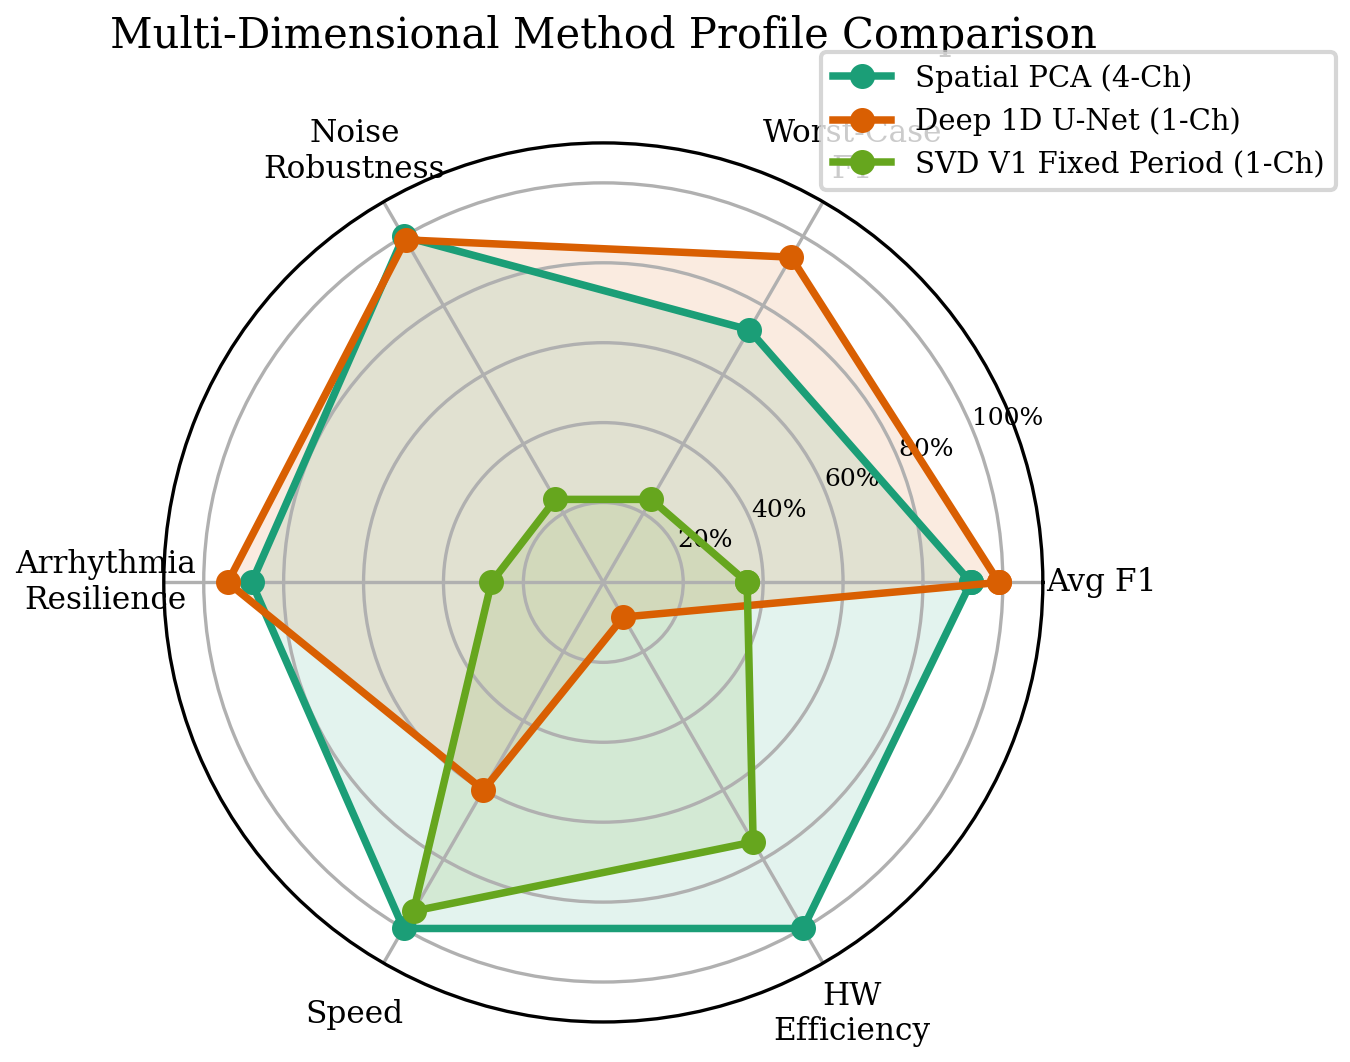 Multi-Dimensional Method Profile Comparison
Spatial PCA (4-Ch)
Deep 1D U-Net (1-Ch)
SVD V1 Fixed Period (1-Ch)
Noise
Robustness
Worst-Case
F1
100%
80%
60%
40%
20%
Arrhythmia
Resilience
Avg F1
Speed
HW
Efficiency